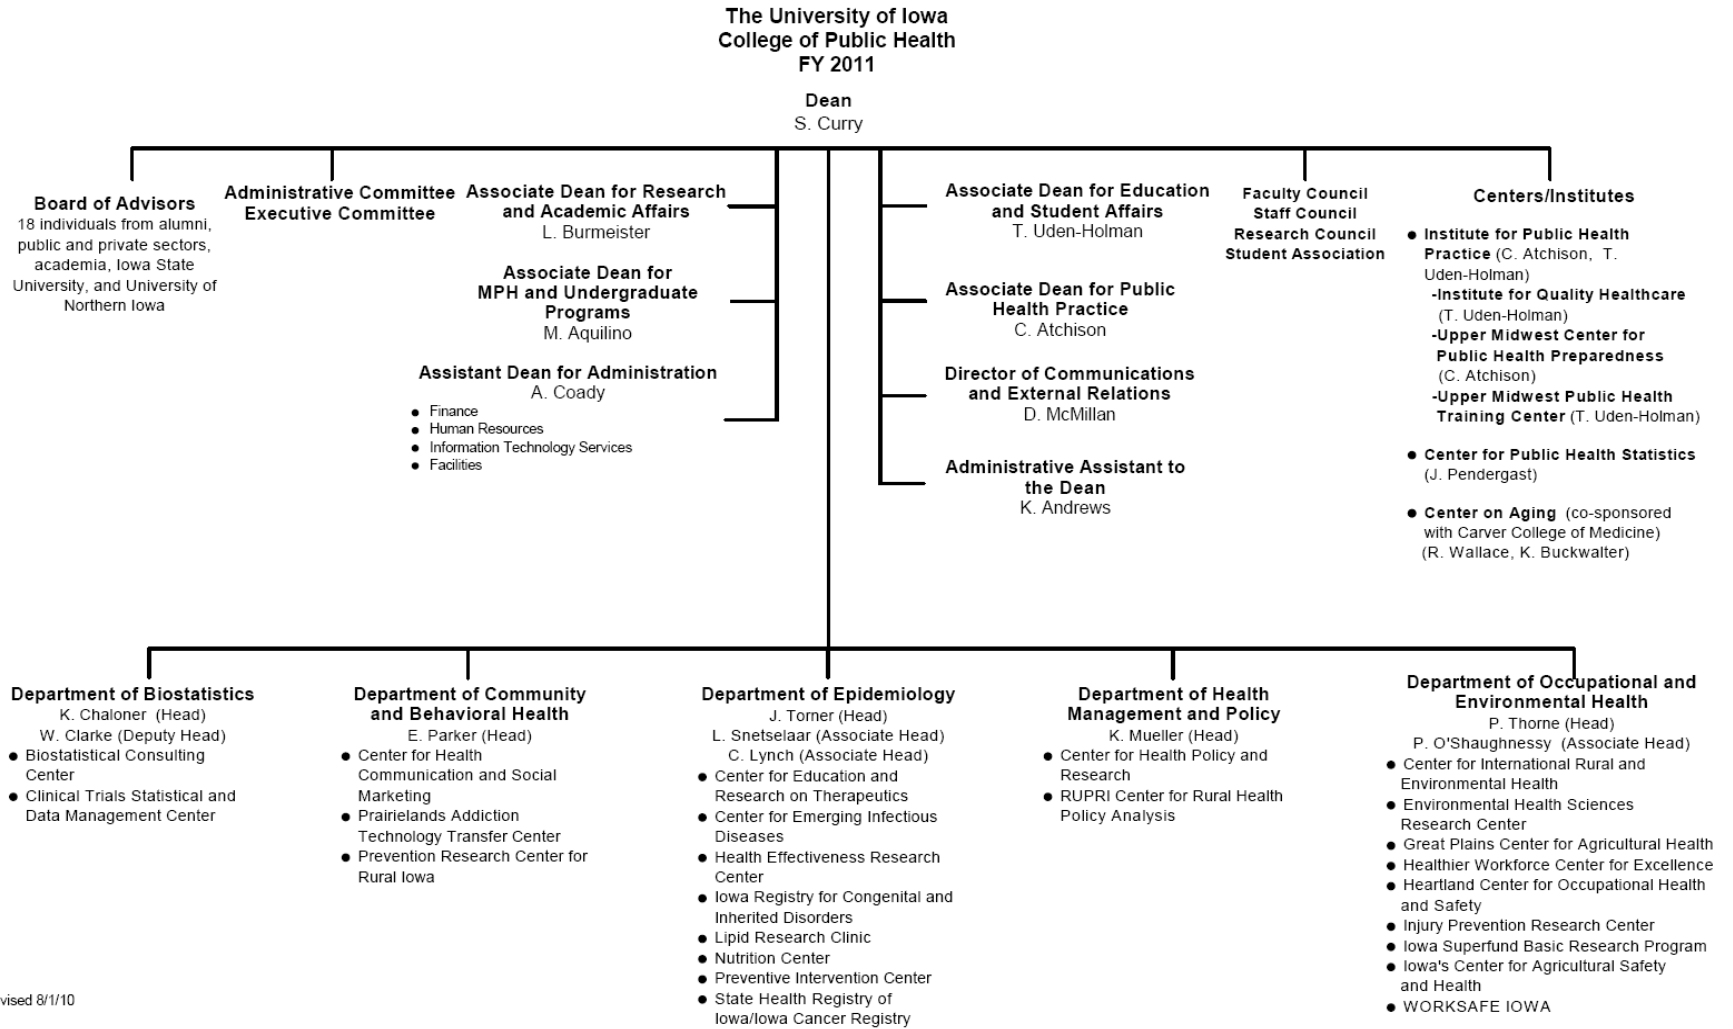 The University of Iowa
College of Public Health
FY 2011
Dean
S. Curry
Board of Advisors
18 individuals from alumni,
public and private sectors,
academia, Iowa State
University, and University of
Northern Iowa
Administrative Committee
Executive Committee
Associate Dean for Research
and Academic Affairs
L. Burmeister
Associate Dean for
MPH and Undergraduate
Programs
M. Aquilino
Assistant Dean for Administration
A. Coady
● Finance
● Human Resources
● Information Technology Services
● Facilities
Associate Dean for Education
and Student Affairs
T. Uden-Holman
Associate Dean for Public
Health Practice
C. Atchison
Director of Communications
and External Relations
D. McMillan
Administrative Assistant to
the Dean
K. Andrews
Faculty Council
Staff Council
Research Council
Student Association
Centers/Institutes
● Institute for Public Health
Practice (C. Atchison, T.
Uden-Holman)
-Institute for Quality Healthcare
(T. Uden-Holman)
-Upper Midwest Center for
Public Health Preparedness
(C. Atchison)
-Upper Midwest Public Health
Training Center (T. Uden-Holman)
● Center for Public Health Statistics
(J. Pendergast)
● Center on Aging (co-sponsored
with Carver College of Medicine)
(R. Wallace, K. Buckwalter)
Department of Biostatistics
K. Chaloner (Head)
W. Clarke (Deputy Head)
● Biostatistical Consulting
Center
● Clinical Trials Statistical and
Data Management Center
Department of Community
and Behavioral Health
E. Parker (Head)
● Center for Health
Communication and Social
Marketing
● Prairielands Addiction
Technology Transfer Center
● Prevention Research Center for
Rural Iowa
Department of Epidemiology
J. Torner (Head)
L. Snetselaar (Associate Head)
C. Lynch (Associate Head)
● Center for Education and
Research on Therapeutics
● Center for Emerging Infectious
Diseases
● Health Effectiveness Research
Center
● Iowa Registry for Congenital and
Inherited Disorders
● Lipid Research Clinic
● Nutrition Center
● Preventive Intervention Center
● State Health Registry of
Iowa/Iowa Cancer Registry
Department of Health
Management and Policy
K. Mueller (Head)
● Center for Health Policy and
Research
● RUPRI Center for Rural Health
Policy Analysis
Department of Occupational and
Environmental Health
P. Thorne (Head)
P. O'Shaughnessy (Associate Head)
● Center for International Rural and
Environmental Health
● Environmental Health Sciences
Research Center
● Great Plains Center for Agricultural Health
● Healthier Workforce Center for Excellence
● Heartland Center for Occupational Health
and Safety
● Injury Prevention Research Center
● Iowa Superfund Basic Research Program
● Iowa's Center for Agricultural Safety
and Health
● WORKSAFE IOWA
vised 8/1/10